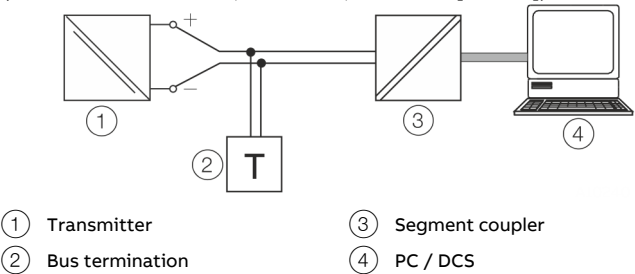 +
−
1
3
2
T
4
1 Transmitter
3 Segment coupler
2 Bus termination
4 PC / DCS